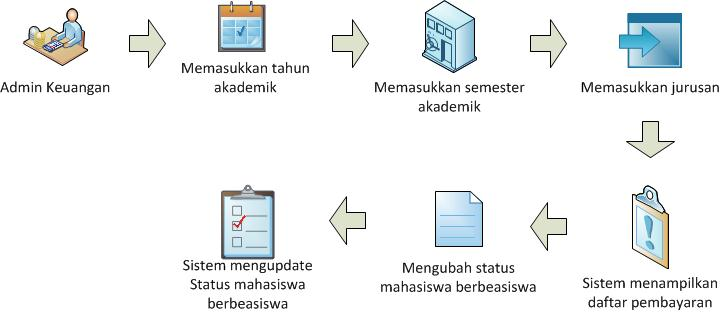 Admin Keuangan
Memasukkan tahun
akademik
Memasukkan semester
akademik
Memasukkan jurusan
Sistem menampilkan
daftar pembayaran
Mengubah status
mahasiswa berbeasiswa
Sistem mengupdate
Status mahasiswa
berbeasiswa